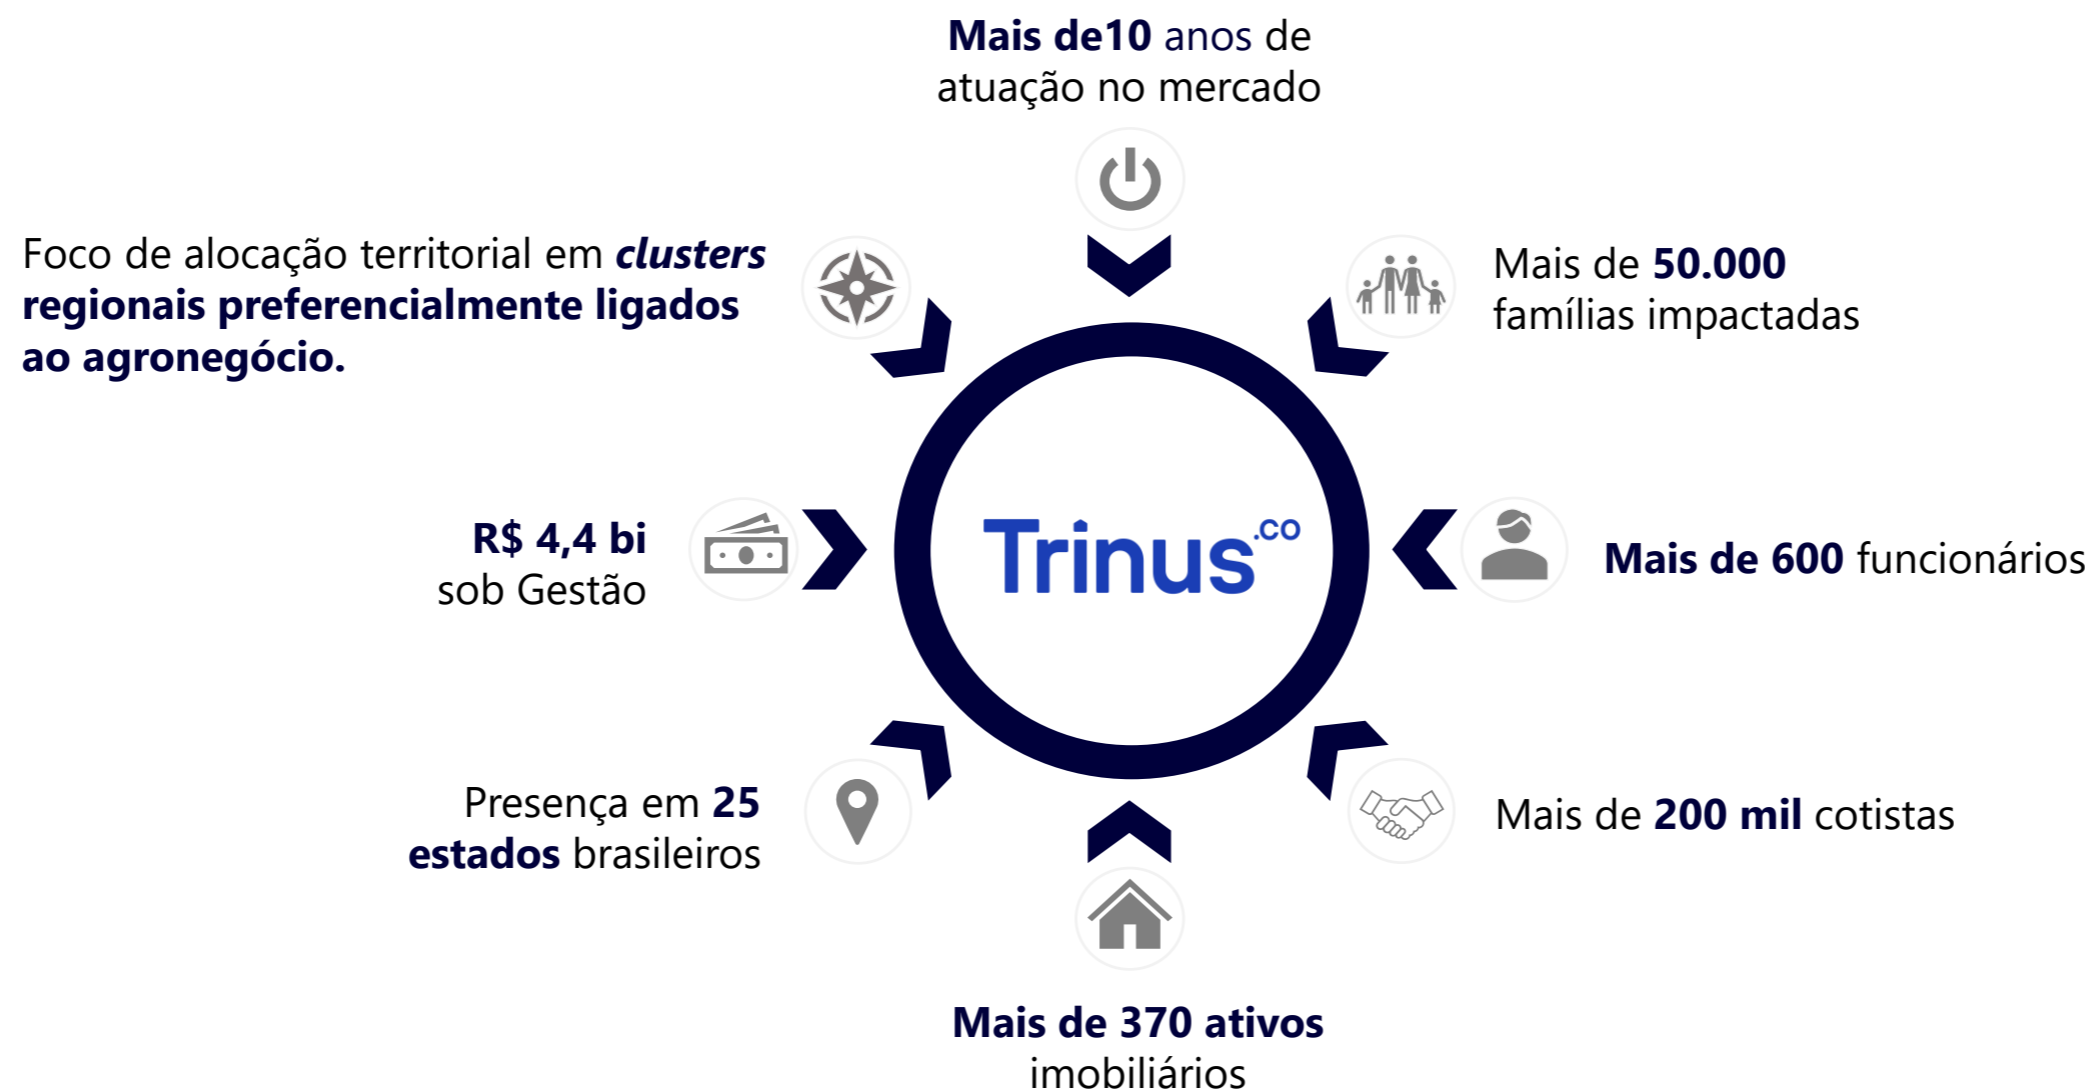 Mais de10 anos de
atuação no mercado
Foco de alocação territorial em clusters
regionais preferencialmente ligados
ao agronegócio.
Mais de 50.000
famílias impactadas
R$ 4,4 bi
sob Gestão
Trinus.co
Mais de 600 funcionários
Presença em 25
estados brasileiros
Mais de 200 mil cotistas
Mais de 370 ativos
imobiliários